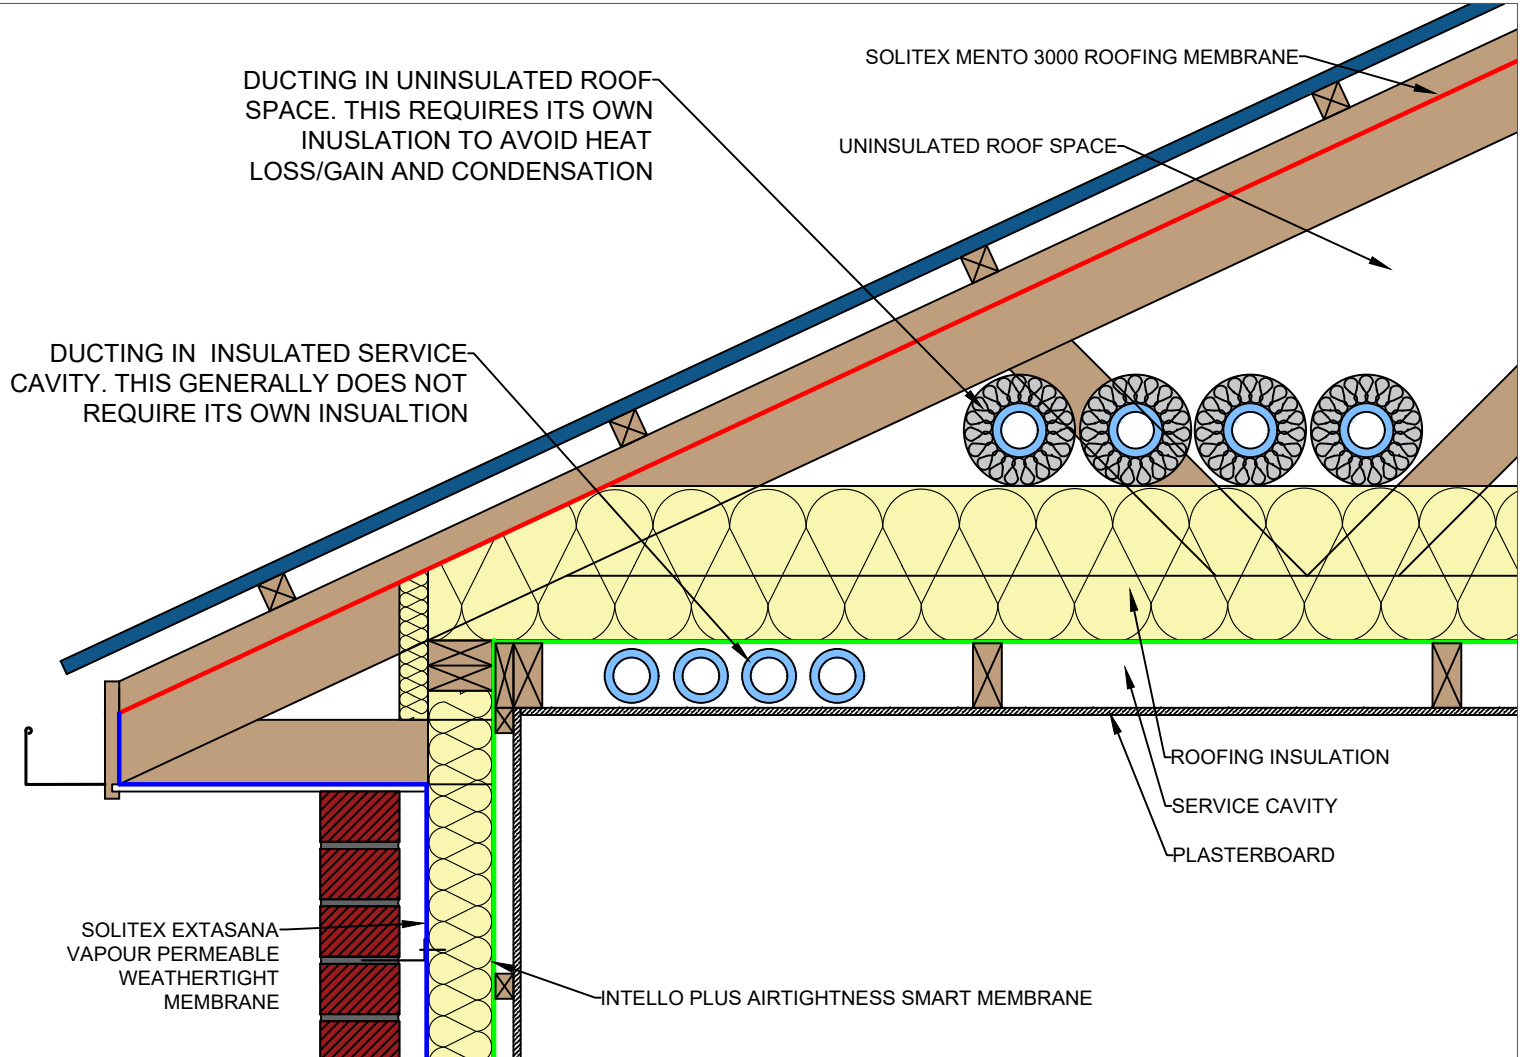 DUCTING IN UNINSULATED ROOF
SPACE. THIS REQUIRES ITS OWN
INUSLATION TO AVOID HEAT
LOSS/GAIN AND CONDENSATION
SOLITEX MENTO 3000 ROOFING MEMBRANE
UNINSULATED ROOF SPACE
DUCTING IN INSULATED SERVICE
CAVITY. THIS GENERALLY DOES NOT
REQUIRE ITS OWN INSUALTION
ROOFING INSULATION
SERVICE CAVITY
PLASTERBOARD
SOLITEX EXTASANA
VAPOUR PERMEABLE
WEATHERTIGHT
MEMBRANE
INTELLO PLUS AIRTIGHTNESS SMART MEMBRANE